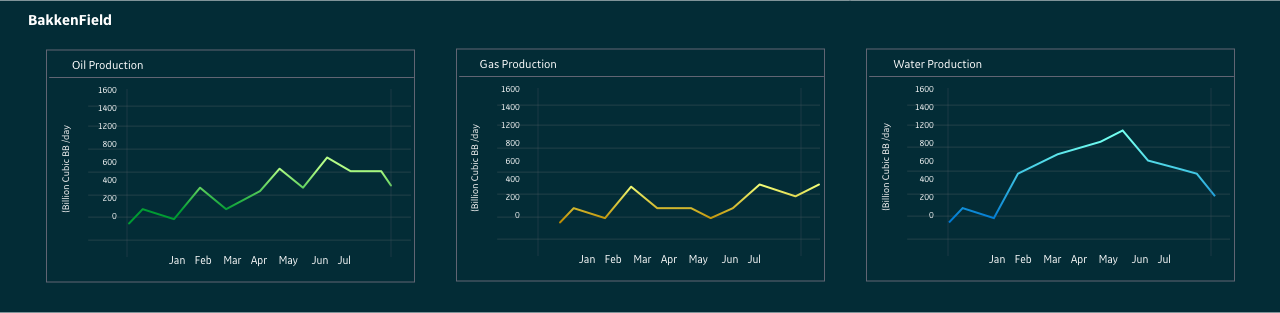 BakkenField
Oil Production
1600
1400
1200
800
600
400
200
0
|Billion Cubic BB /day
Jan Feb Mar Apr May Jun Jul
Gas Production
1600
1400
1200
800
600
400
200
0
|Billion Cubic BB /day
Jan Feb Mar Apr May Jun Jul
Water Production
1600
1400
1200
800
600
400
200
0
|Billion Cubic BB /day
Jan Feb Mar Apr May Jun Jul